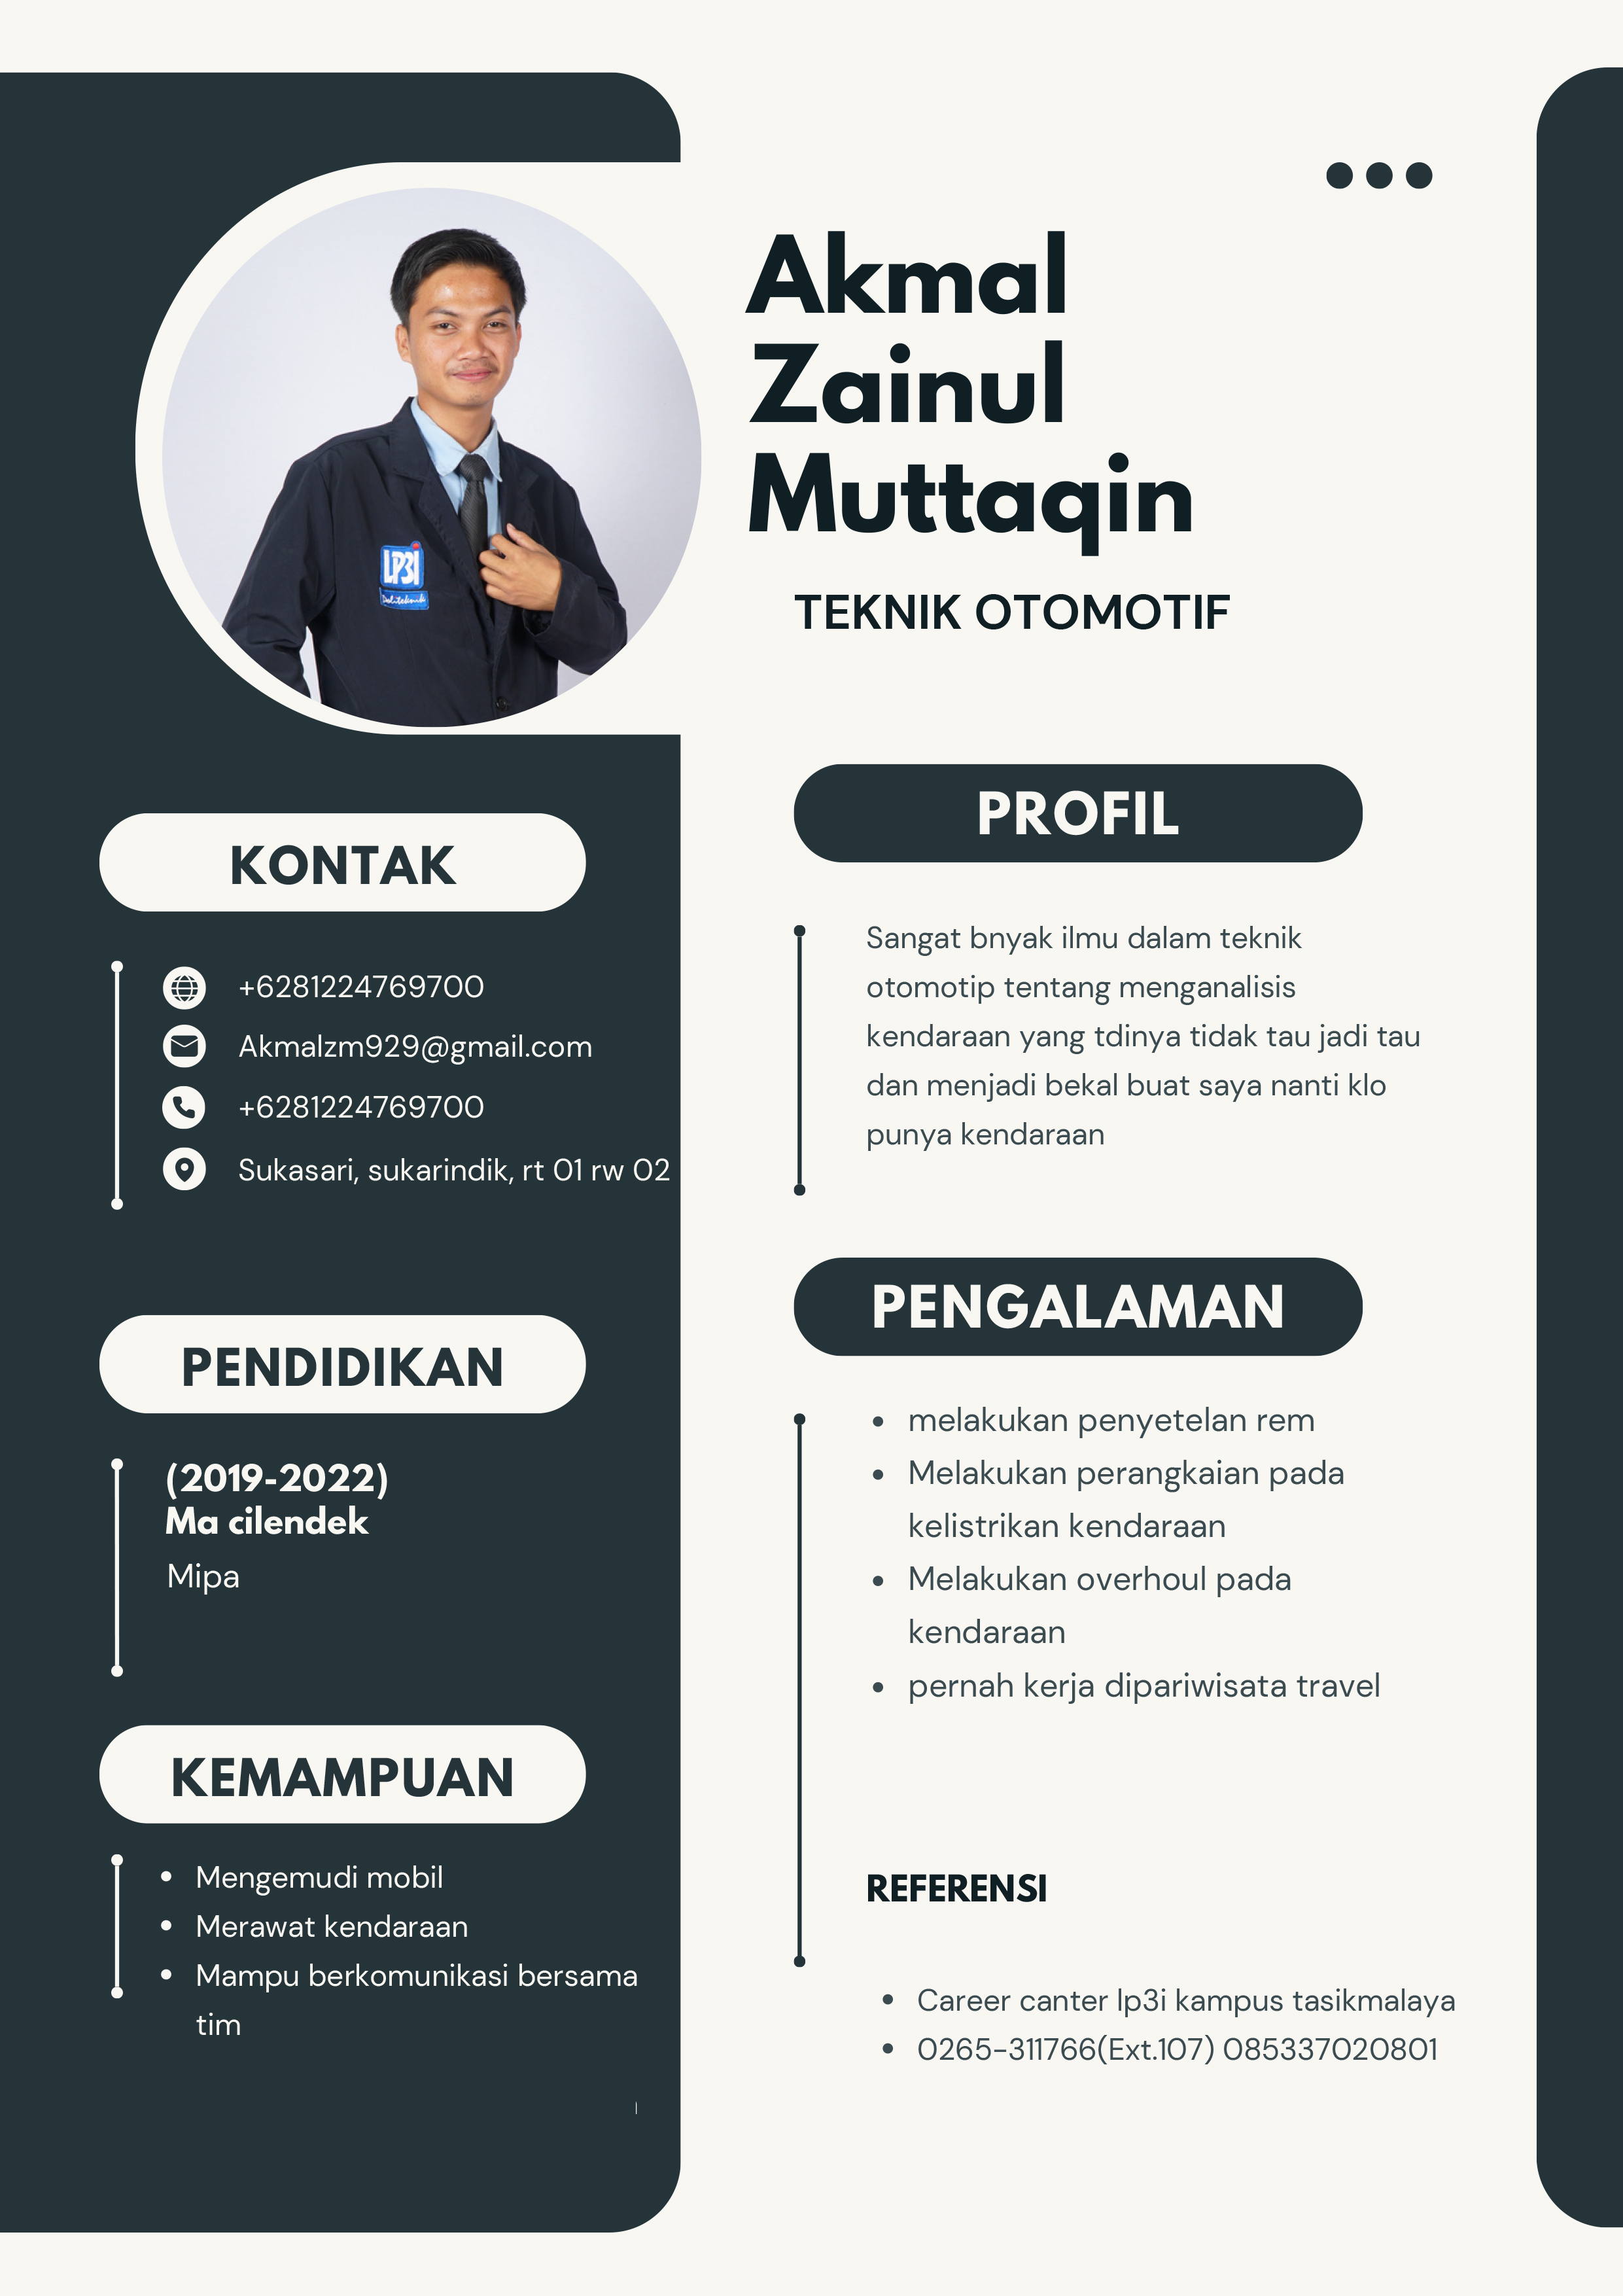 Akmal
Zainul
Muttaqin
TEKNIK OTOMOTIF
LP3I
Politeknik
KONTAK
+6281224769700
Akmalzm929@gmail.com
+6281224769700
Sukasari, sukarindik, rt 01 rw 02
PENDIDIKAN
(2019-2022)
Ma cilendek
Mipa
KEMAMPUAN
• Mengemudi mobil
• Merawat kendaraan
• Mampu berkomunikasi bersama
tim
PROFIL
Sangat bnyak ilmu dalam teknik
otomotip tentang menganalisis
kendaraan yang tdinya tidak tau jadi tau
dan menjadi bekal buat saya nanti klo
punya kendaraan
PENGALAMAN
• melakukan penyetelan rem
• Melakukan perangkaian pada
kelistrikan kendaraan
• Melakukan overhoul pada
kendaraan
• pernah kerja dipariwisata travel
REFERENSI
• Career canter lp3i kampus tasikmalaya
• 0265-311766(Ext.107) 085337020801